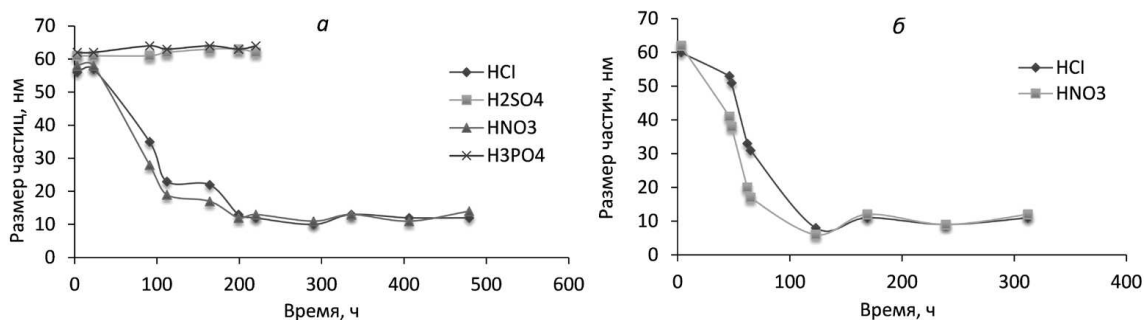 а
70
60
50
40
30
20
10
0
Размер частиц, нм
0 100 200 300 400 500 600
Время, ч
HCl
H2SO4
HNO3
H3PO4
б
70
60
50
40
30
20
10
0
Размер частич, нм
0 100 200 300 400
Время, ч
HCl
HNO3